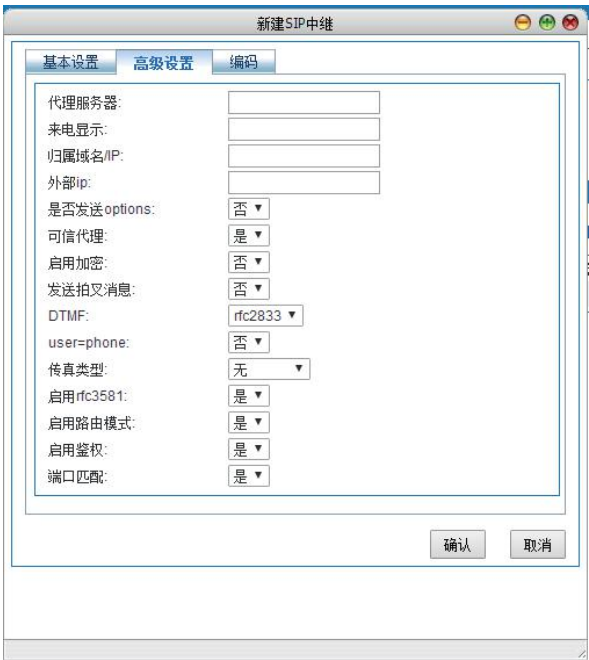 新建SIP中继
基本设置 高级设置 编码
代理服务器:
来电显示:
归属域名/IP:
外部ip:
是否发送options: 否
可信代理: 是
启用加密: 否
发送拍叉消息: 否
DTMF: rfc2833
user=phone: 否
传真类型: 无
启用rfc3581: 是
启用路由模式: 是
启用鉴权: 是
端口匹配: 是
确认 取消